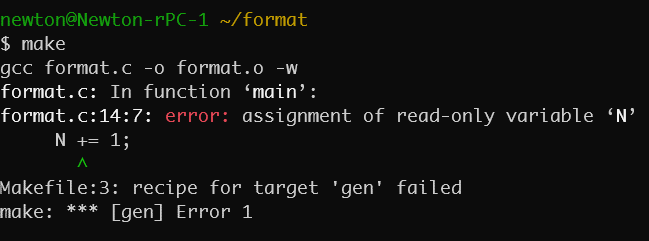 newton@Newton-rPC-1 ~/format
$ make
gcc format.c -o format.o -w
format.c: In function ‘main’:
format.c:14:7: error: assignment of read-only variable ‘N’
     N += 1;
       ^
Makefile:3: recipe for target 'gen' failed
make: *** [gen] Error 1